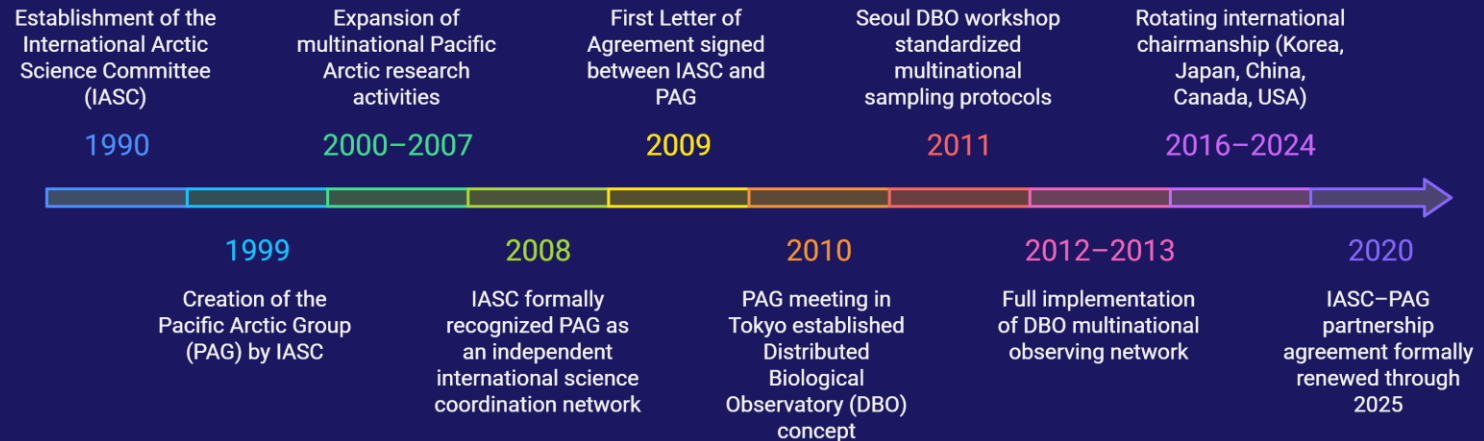 Establishment of the
International Arctic
Science Committee
(IASC)
1990
Creation of the
Pacific Arctic Group
(PAG) by IASC
1999
Expansion of
multinational Pacific
Arctic research
activities
2000–2007
2008
IASC formally
recognized PAG as
an independent
international science
coordination network
First Letter of
Agreement signed
between IASC and
PAG
2009
2010
PAG meeting in
Tokyo established
Distributed
Biological
Observatory (DBO)
concept
Seoul DBO workshop
standardized
multinational
sampling protocols
2011
2012–2013
Full implementation
of DBO multinational
observing network
Rotating international
chairmanship (Korea,
Japan, China,
Canada, USA)
2016–2024
2020
IASC–PAG
partnership
agreement formally
renewed through
2025